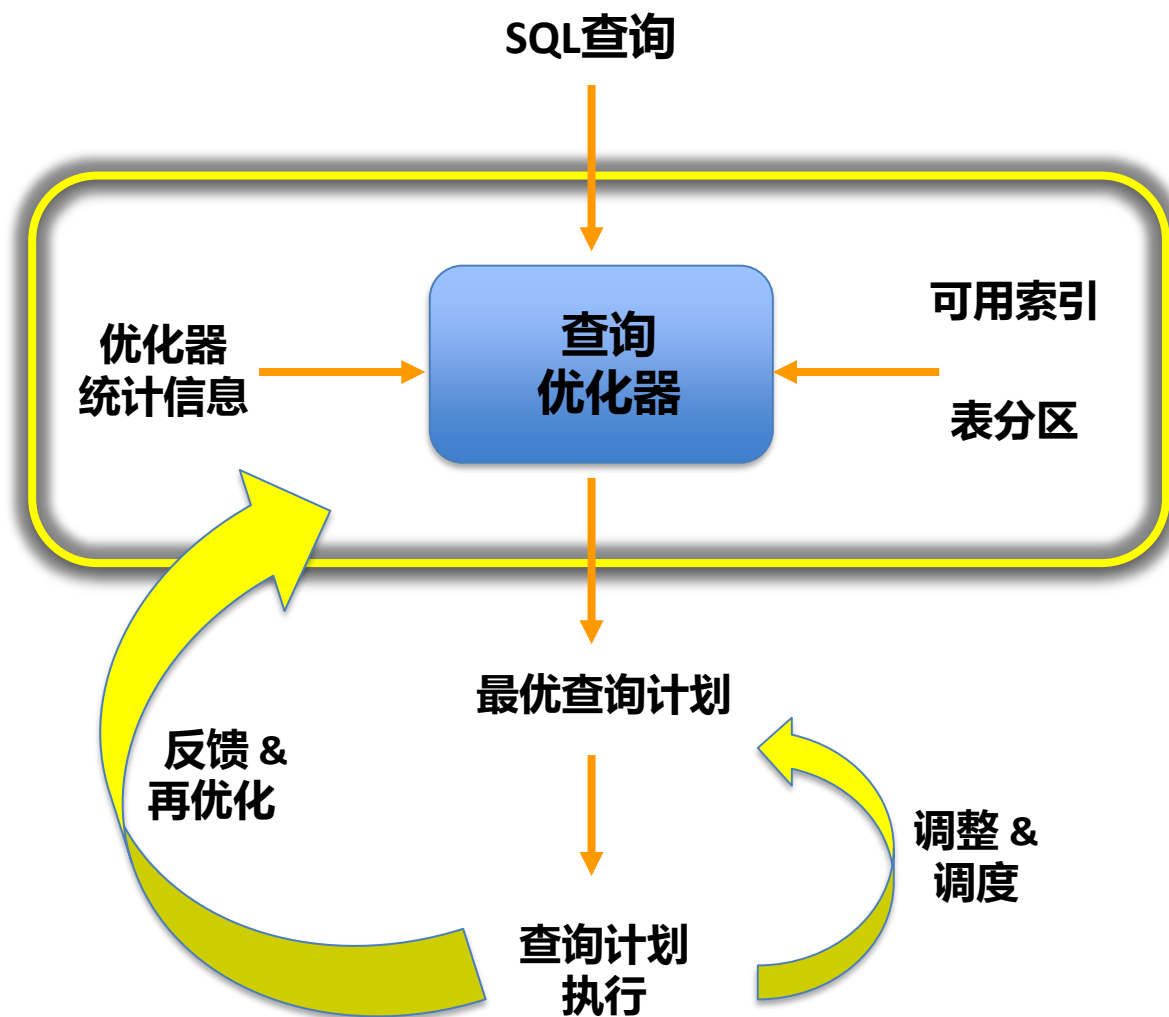 SQL查询
优化器
统计信息
查询
优化器
可用索引
表分区
最优查询计划
反馈 &
再优化
调整 &
调度
查询计划
执行